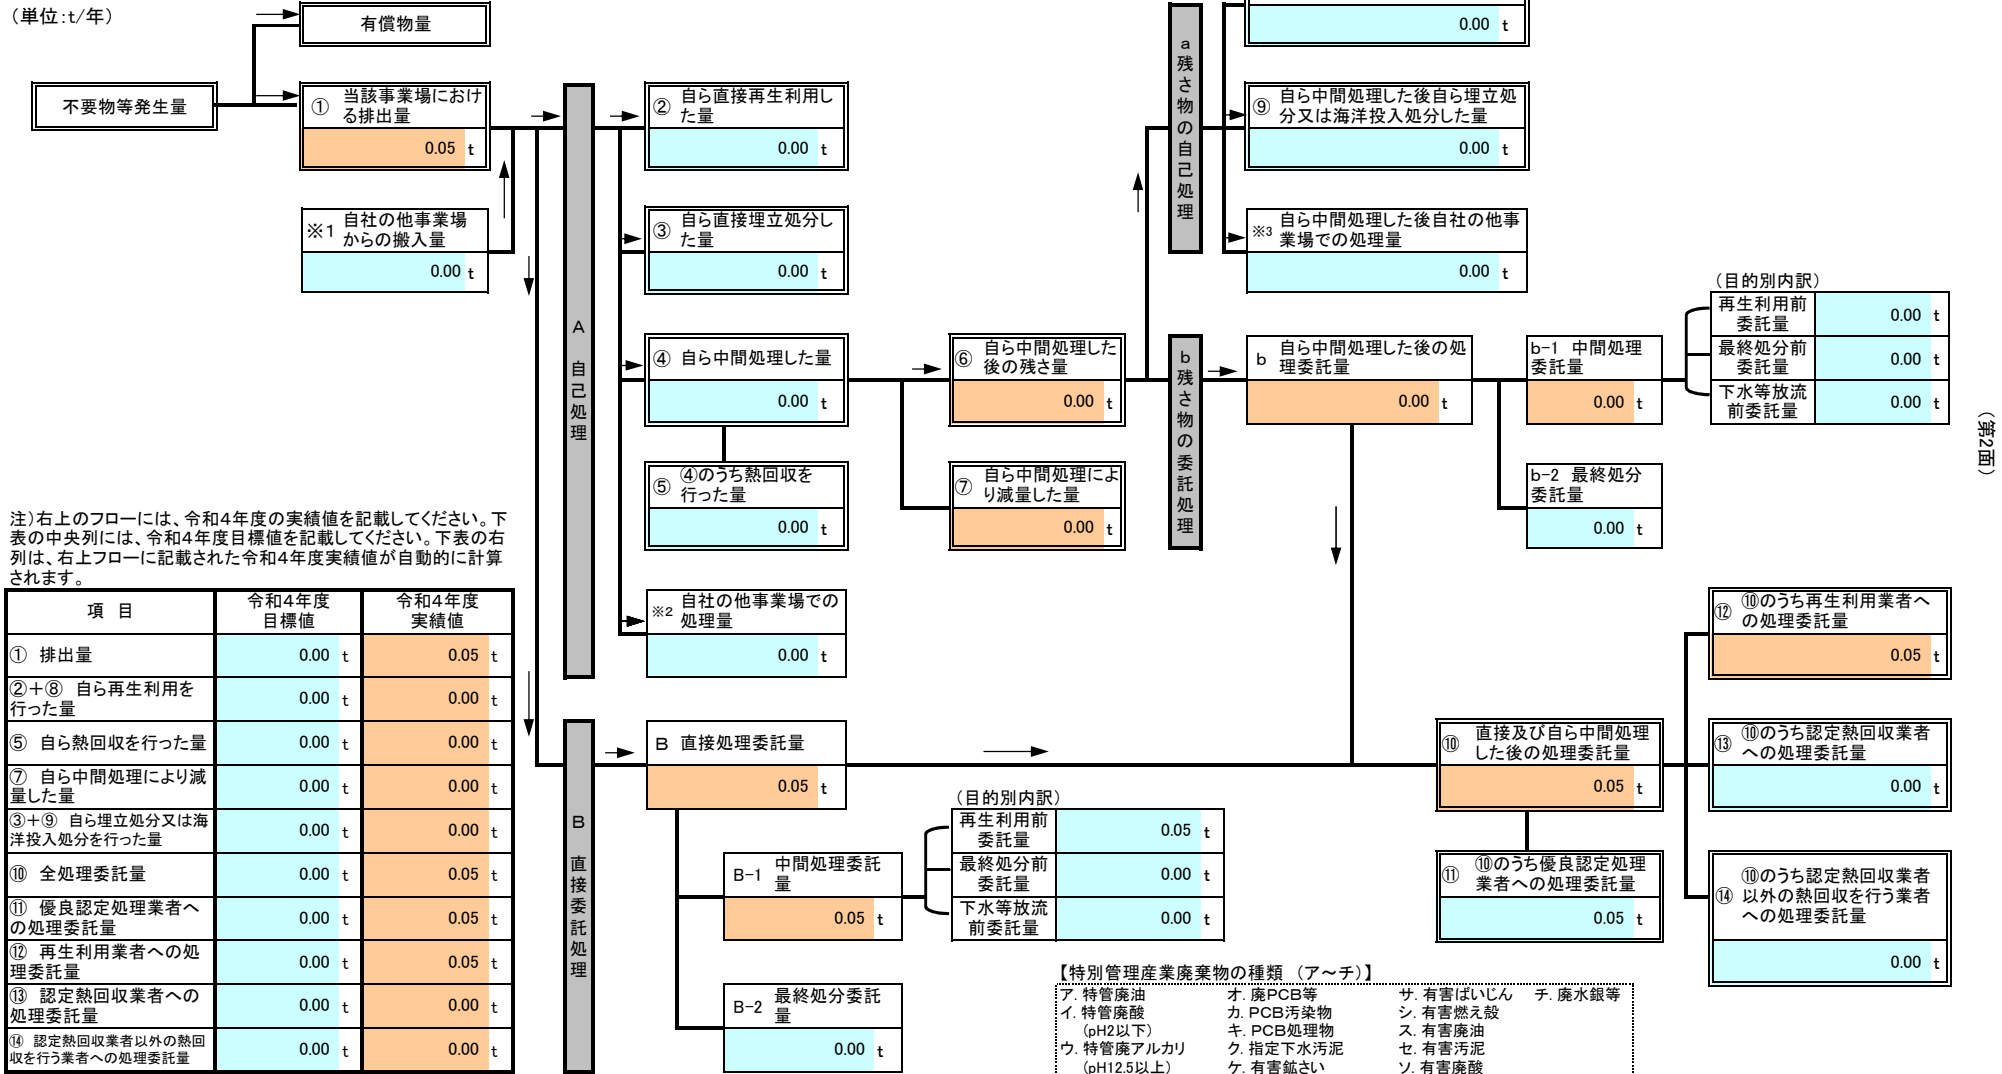 （単位：t/年）
有償物量
不要物等発生量
① 当該事業場におけ
る排出量
0.05 t
※1 自社の他事業場
からの搬入量
0.00 t
A 自己処理
② 自ら直接再生利用し
た量
0.00 t
③ 自ら直接埋立処分し
た量
0.00 t
④ 自ら中間処理した量
0.00 t
⑤ ④のうち熱回収を
行った量
0.00 t
※2 自社の他事業場での
処理量
0.00 t
⑥ 自ら中間処理した
後の残さ量
0.00 t
⑦ 自ら中間処理によ
り減量した量
0.00 t
a 残さ物の自己処理
0.00 t
⑨ 自ら中間処理した後自ら埋立処
分又は海洋投入処分した量
0.00 t
※3 自ら中間処理した後自社の他事
業場での処理量
0.00 t
b 残さ物の委託処理
b 自ら中間処理した後の処
理委託量
0.00 t
b-1 中間処理
委託量
0.00 t
b-2 最終処分
委託量
0.00 t
（目的別内訳）
再生利用前
委託量
0.00 t
最終処分前
委託量
0.00 t
下水等放流
前委託量
0.00 t
（第2面）
注）右上のフローには、令和4年度の実績値を記載してください。下
表の中央列には、令和4年度目標値を記載してください。下表の右
列は、右上フローに記載された令和4年度実績値が自動的に計算
されます。
項 目 令和4年度
目標値 令和4年度
実績値
① 排出量 0.00 t 0.05 t
②＋⑧ 自ら再生利用を
行った量 0.00 t 0.00 t
⑤ 自ら熱回収を行った量 0.00 t 0.00 t
⑦ 自ら中間処理により減
量した量 0.00 t 0.00 t
③＋⑨ 自ら埋立処分又は海
洋投入処分を行った量 0.00 t 0.00 t
⑩ 全処理委託量 0.00 t 0.05 t
⑪ 優良認定処理業者へ
の処理委託量 0.00 t 0.05 t
⑫ 再生利用業者への処
理委託量 0.00 t 0.05 t
⑬ 認定熱回収業者への
処理委託量 0.00 t 0.00 t
⑭ 認定熱回収業者以外の熱回
収を行う業者への処理委託量 0.00 t 0.00 t
B 直接委託処理
B 直接処理委託量
0.05 t
B-1 中間処理委託
量
0.05 t
B-2 最終処分委託
量
0.00 t
（目的別内訳）
再生利用前
委託量
0.05 t
最終処分前
委託量
0.00 t
下水等放流
前委託量
0.00 t
⑩ 直接及び自ら中間処理
した後の処理委託量
0.05 t
⑪ ⑩のうち優良認定処理
業者への処理委託量
0.05 t
⑫ ⑩のうち再生利用業者へ
の処理委託量
0.05 t
⑬ ⑩のうち認定熱回収業者
への処理委託量
0.00 t
⑭ ⑩のうち認定熱回収業者
以外の熱回収を行う業者
への処理委託量
0.00 t
【特別管理産業廃棄物の種類 （ア～チ）】
ア. 特管廃油 オ. 廃PCB等 サ. 有害ばいじん チ. 廃水銀等
イ. 特管廃酸 カ. PCB汚染物 シ. 有害燃え殻
（pH2以下） キ. PCB処理物 ス. 有害廃油
ウ. 特管廃アルカリ ク. 指定下水汚泥 セ. 有害汚泥
（pH12.5以上） ケ. 有害鉱さい ソ. 有害廃酸